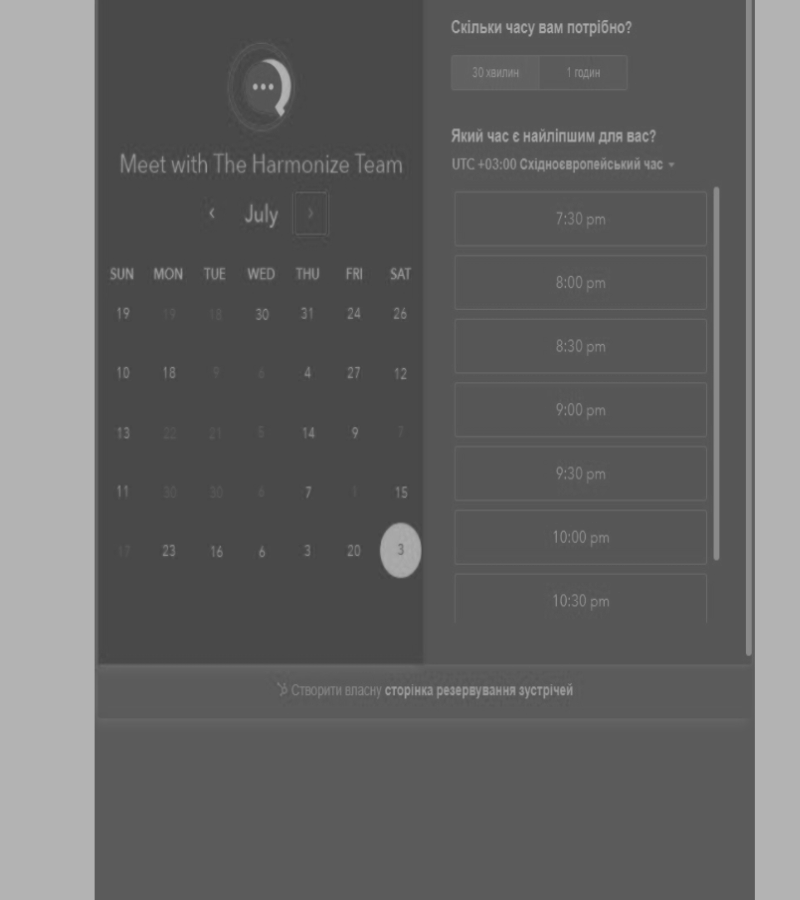 Meet with The Harmonize Team
July
SUN MON TUE WED THU FRI SAT
19 19 18 30 31 24 26
10 18 9 6 4 27 12
13 22 21 5 14 9 7
11 30 30 6 7 1 15
17 23 16 6 3 20 3
Скільки часу вам потрібно?
30 хвилин 1 годин
Який час є найліпшим для вас?
UTC +03:00 Східноєвропейський час
7:30 pm
8:00 pm
8:30 pm
9:00 pm
9:30 pm
10:00 pm
10:30 pm
Створити власну сторінка резервування зустрічей